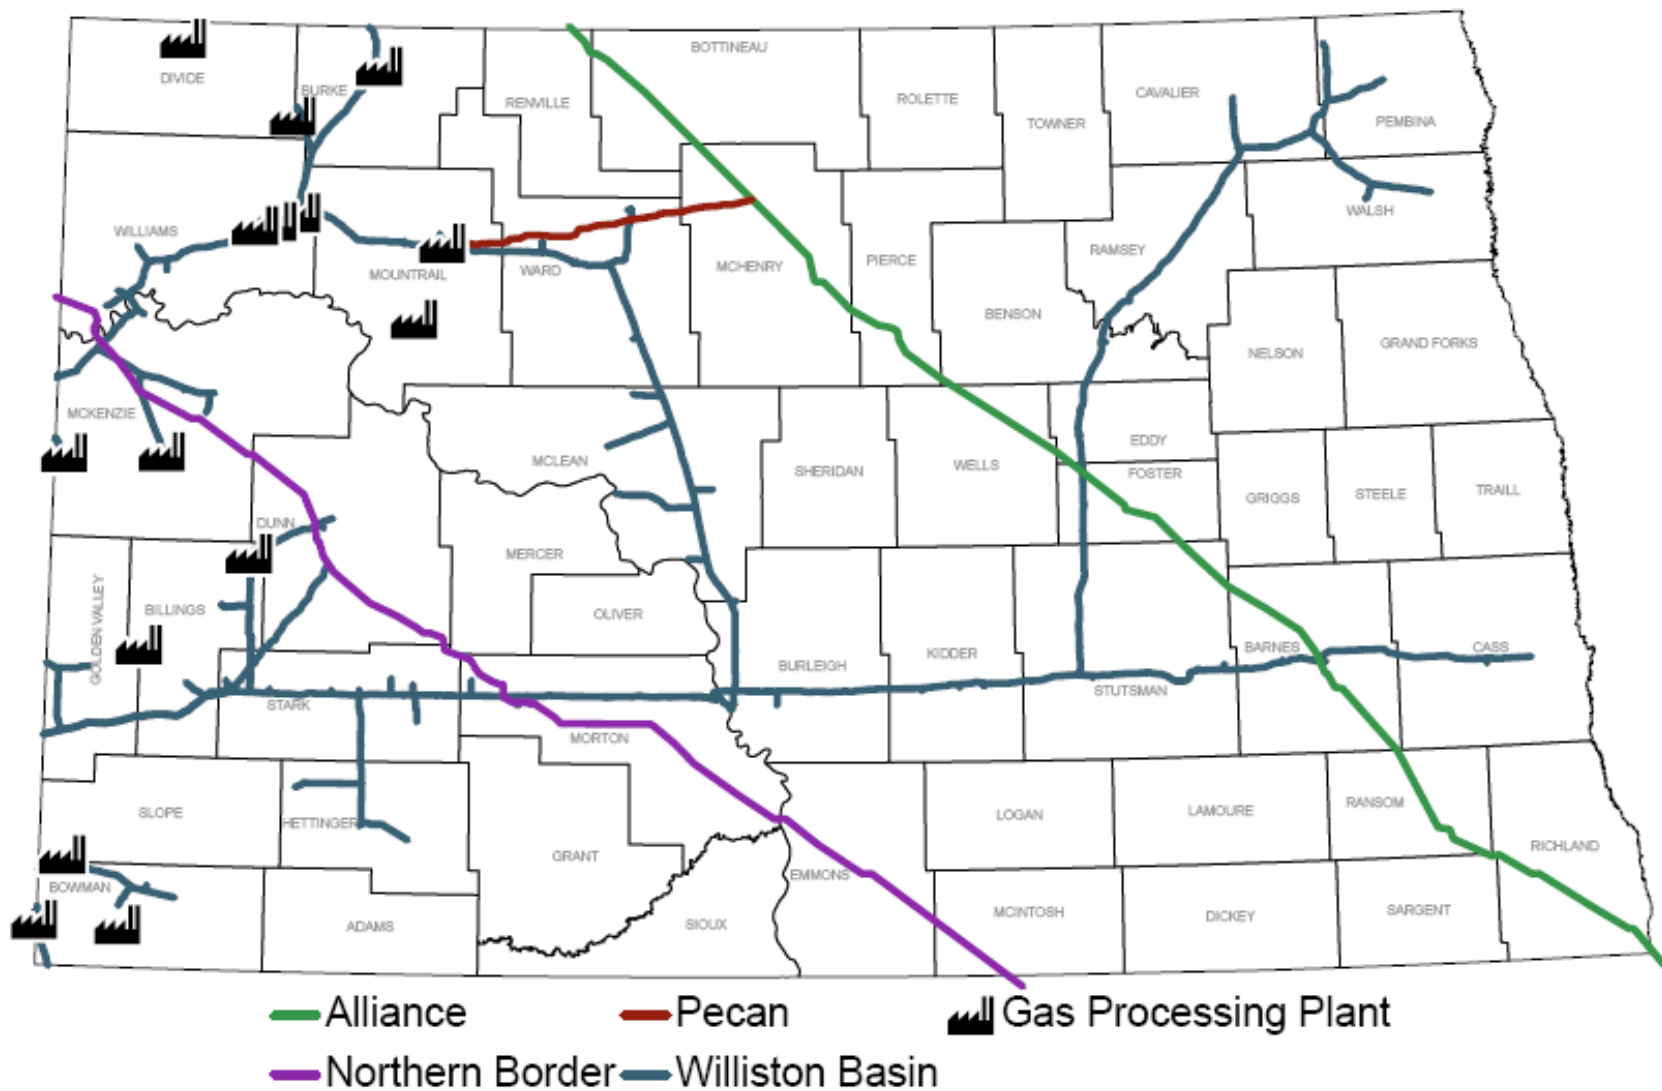 BOTTINEAU
DIVIDE
BURKE
RENVILLE
ROLETTE
CAVALIER
TOWNER
PEMBINA
WALSH
WILLIAMS
MOUNTRAIL
WARD
MCHENRY
PIERCE
RAMSEY
BENSON
NELSON
GRAND FORKS
MCKENZIE
MCLEAN
SHERIDAN
WELLS
EDDY
FOSTER
GRIGGS
STEELE
TRAILL
DUNN
MERCER
GOLDEN VALLEY
BILLINGS
OLIVER
BURLEIGH
KIDDER
BARNES
CASS
STARK
STUTSMAN
MORTON
SLOPE
HETTINGER
LOGAN
LAMOURE
RANSOM
RICHLAND
GRANT
EMMONS
BOWMAN
ADAMS
SIOUX
MCINTOSH
DICKEY
SARGENT
Alliance
Pecan
Gas Processing Plant
Northern Border
Williston Basin